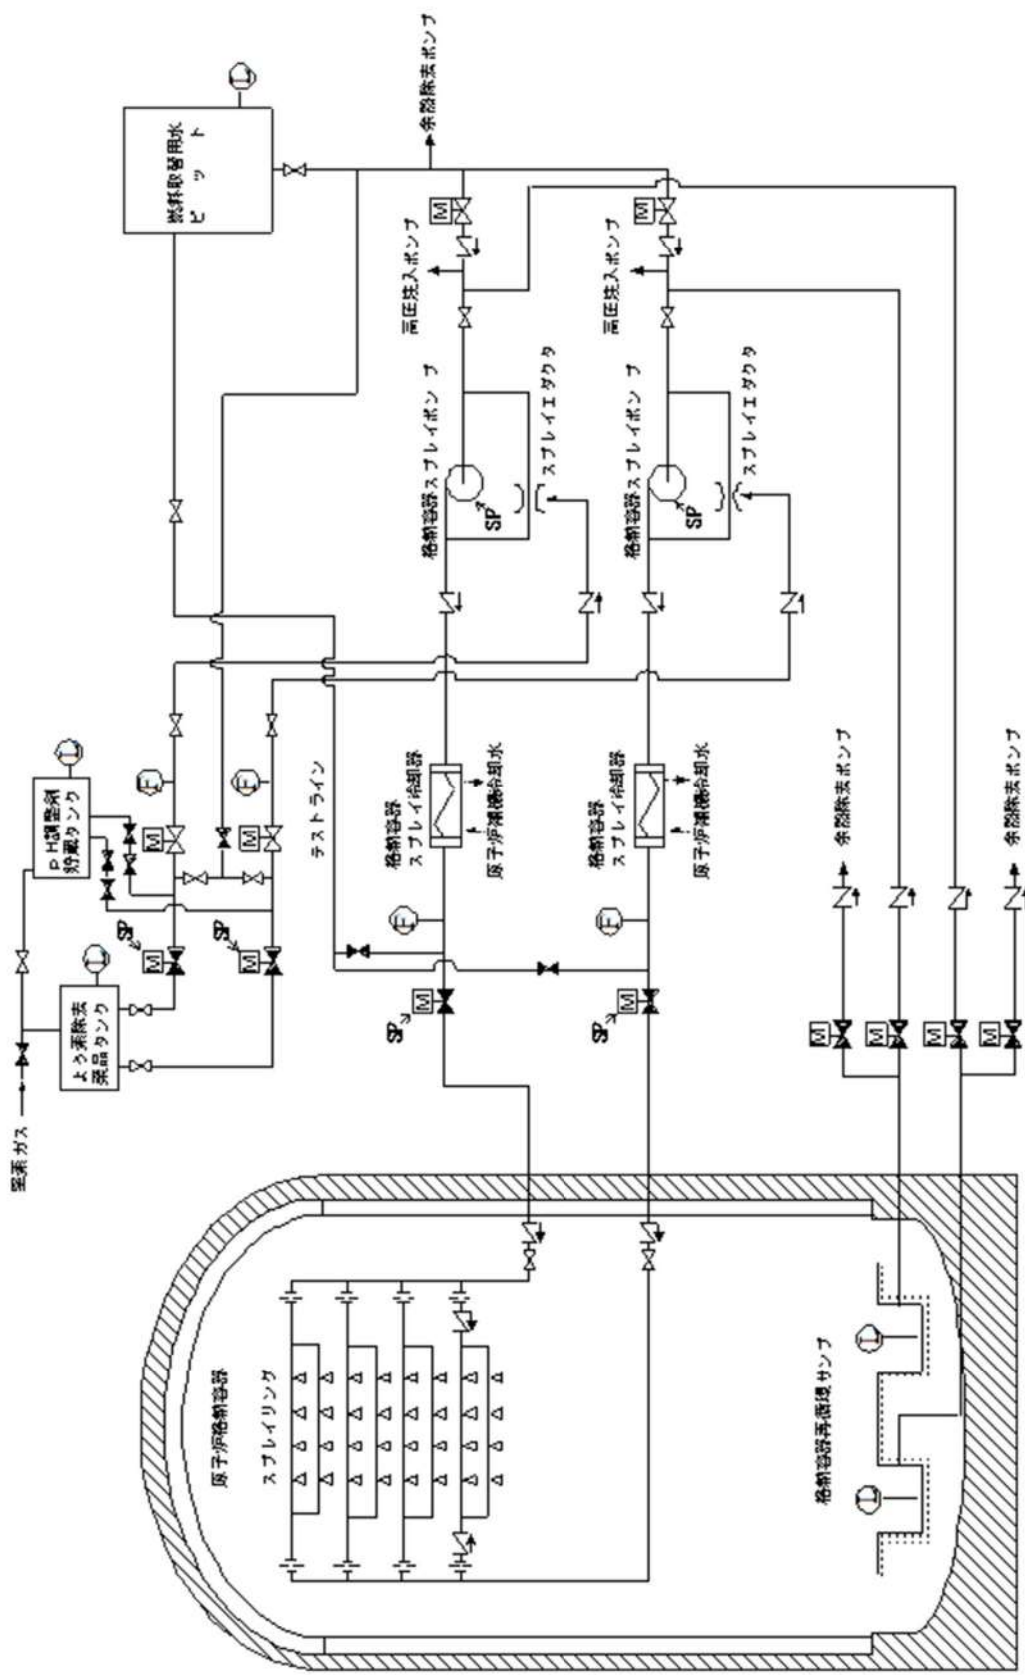 窒素ガス
よう素除去
薬品タンク
pH調整剤
貯蔵タンク
燃料取替用水
ピット
L
L
L
M
M
M
M
F
F
SP
SP
テストライン
余熱除去ポンプ
高圧注入ポンプ
高圧注入ポンプ
M
M
格納容器スプレイポンプ
格納容器スプレイポンプ
SP
SP
スプレイエダクタ
スプレイエダクタ
格納容器
スプレイ冷却器
原子炉補機冷却水
格納容器
スプレイ冷却器
原子炉補機冷却水
F
F
SP
SP
M
M
余熱除去ポンプ
余熱除去ポンプ
M
M
M
M
原子炉格納容器
スプレイリング
格納容器再循環サンプ
L
L